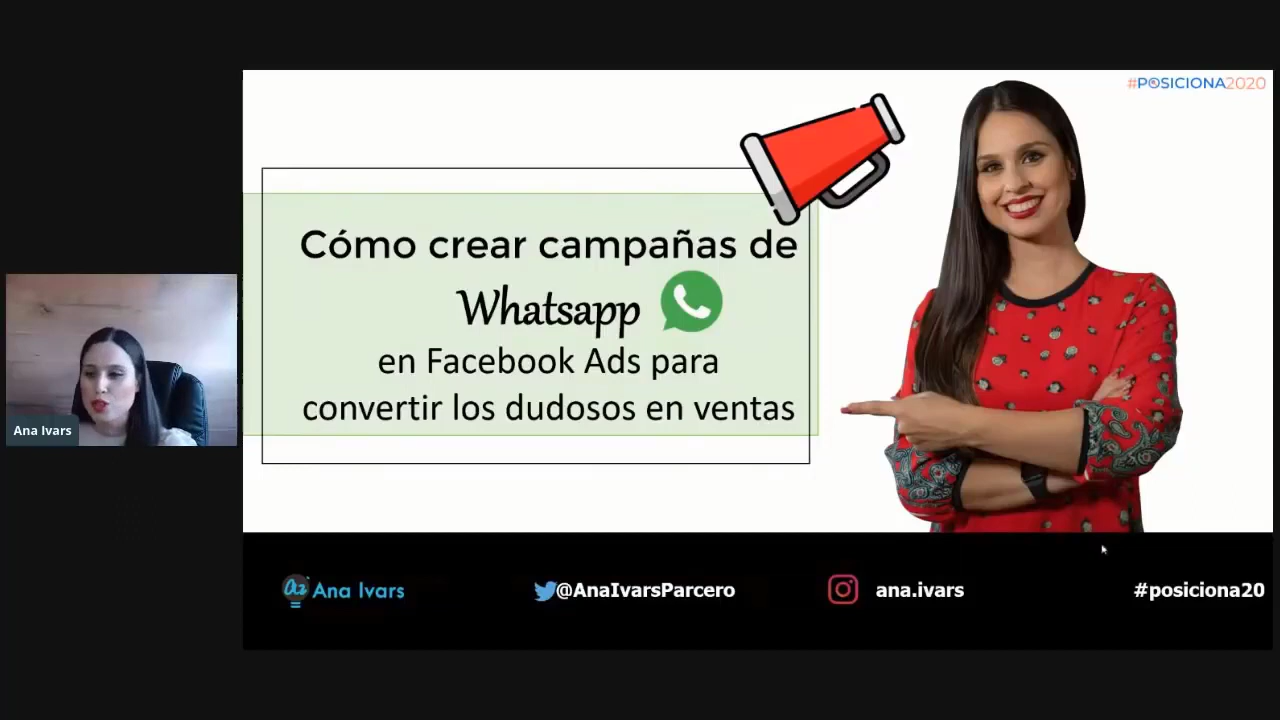 #POSICIONA2020
Cómo crear campañas de
Whatsapp
en Facebook Ads para
convertir los dudosos en ventas
Ana Ivars
Ana Ivars
@AnaIvarsParcero
ana.ivars
#posiciona20